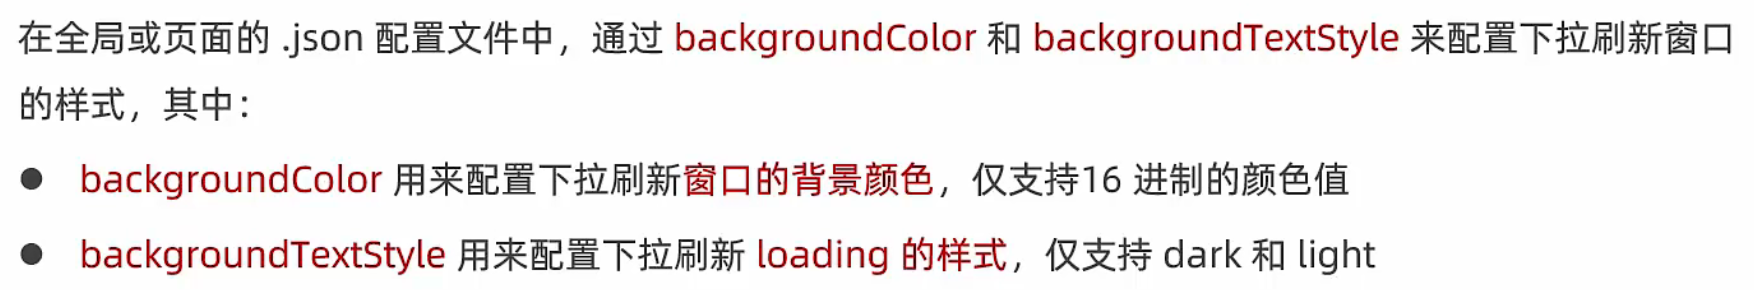 在全局或页面的 .json 配置文件中，通过 backgroundColor 和 backgroundTextStyle 来配置下拉刷新窗口
的样式，其中：
● backgroundColor 用来配置下拉刷新窗口的背景颜色，仅支持16 进制的颜色值
● backgroundTextStyle 用来配置下拉刷新 loading 的样式，仅支持 dark 和 light